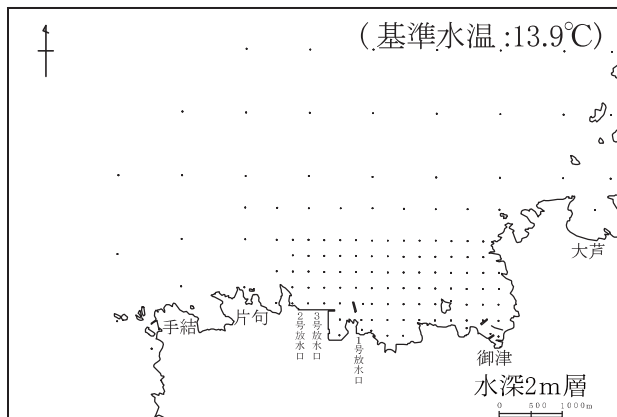 (基準水温:13.9℃)
大芦
手結
片句
2号放水口
3号放水口
1号放水口
御津
水深2m層
0 500 1000m